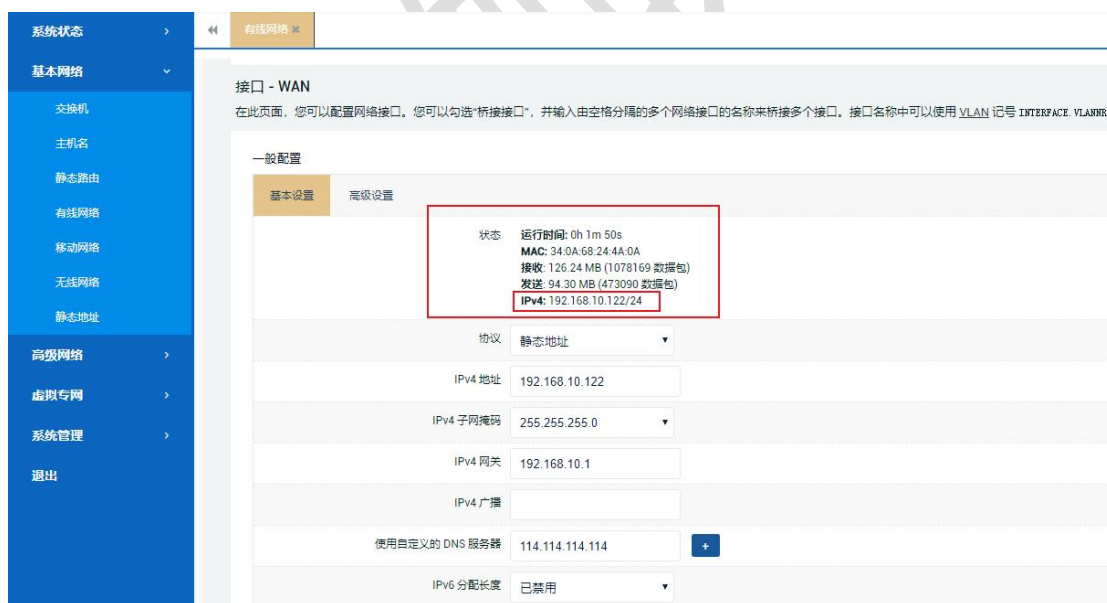 系统状态
基本网络
交换机
主机名
静态路由
有线网络
移动网络
无线网络
静态地址
高级网络
虚拟专网
系统管理
退出
有线网络
接口 - WAN
在此页面，您可以配置网络接口。您可以勾选“桥接接口”，并输入由空格分隔的多个网络接口的名称来桥接多个接口。接口名称中可以使用 VLAN 记号 INTERFACE.VLANNR
一般配置
基本设置 高级设置
状态 运行时间: 0h 1m 50s
MAC: 34:0A:68:24:4A:0A
接收: 126.24 MB (1078169 数据包)
发送: 94.30 MB (473090 数据包)
IPv4: 192.168.10.122/24
协议 静态地址
IPv4 地址 192.168.10.122
IPv4 子网掩码 255.255.255.0
IPv4 网关 192.168.10.1
IPv4 广播
使用自定义的 DNS 服务器 114.114.114.114 +
IPv6 分配长度 已禁用